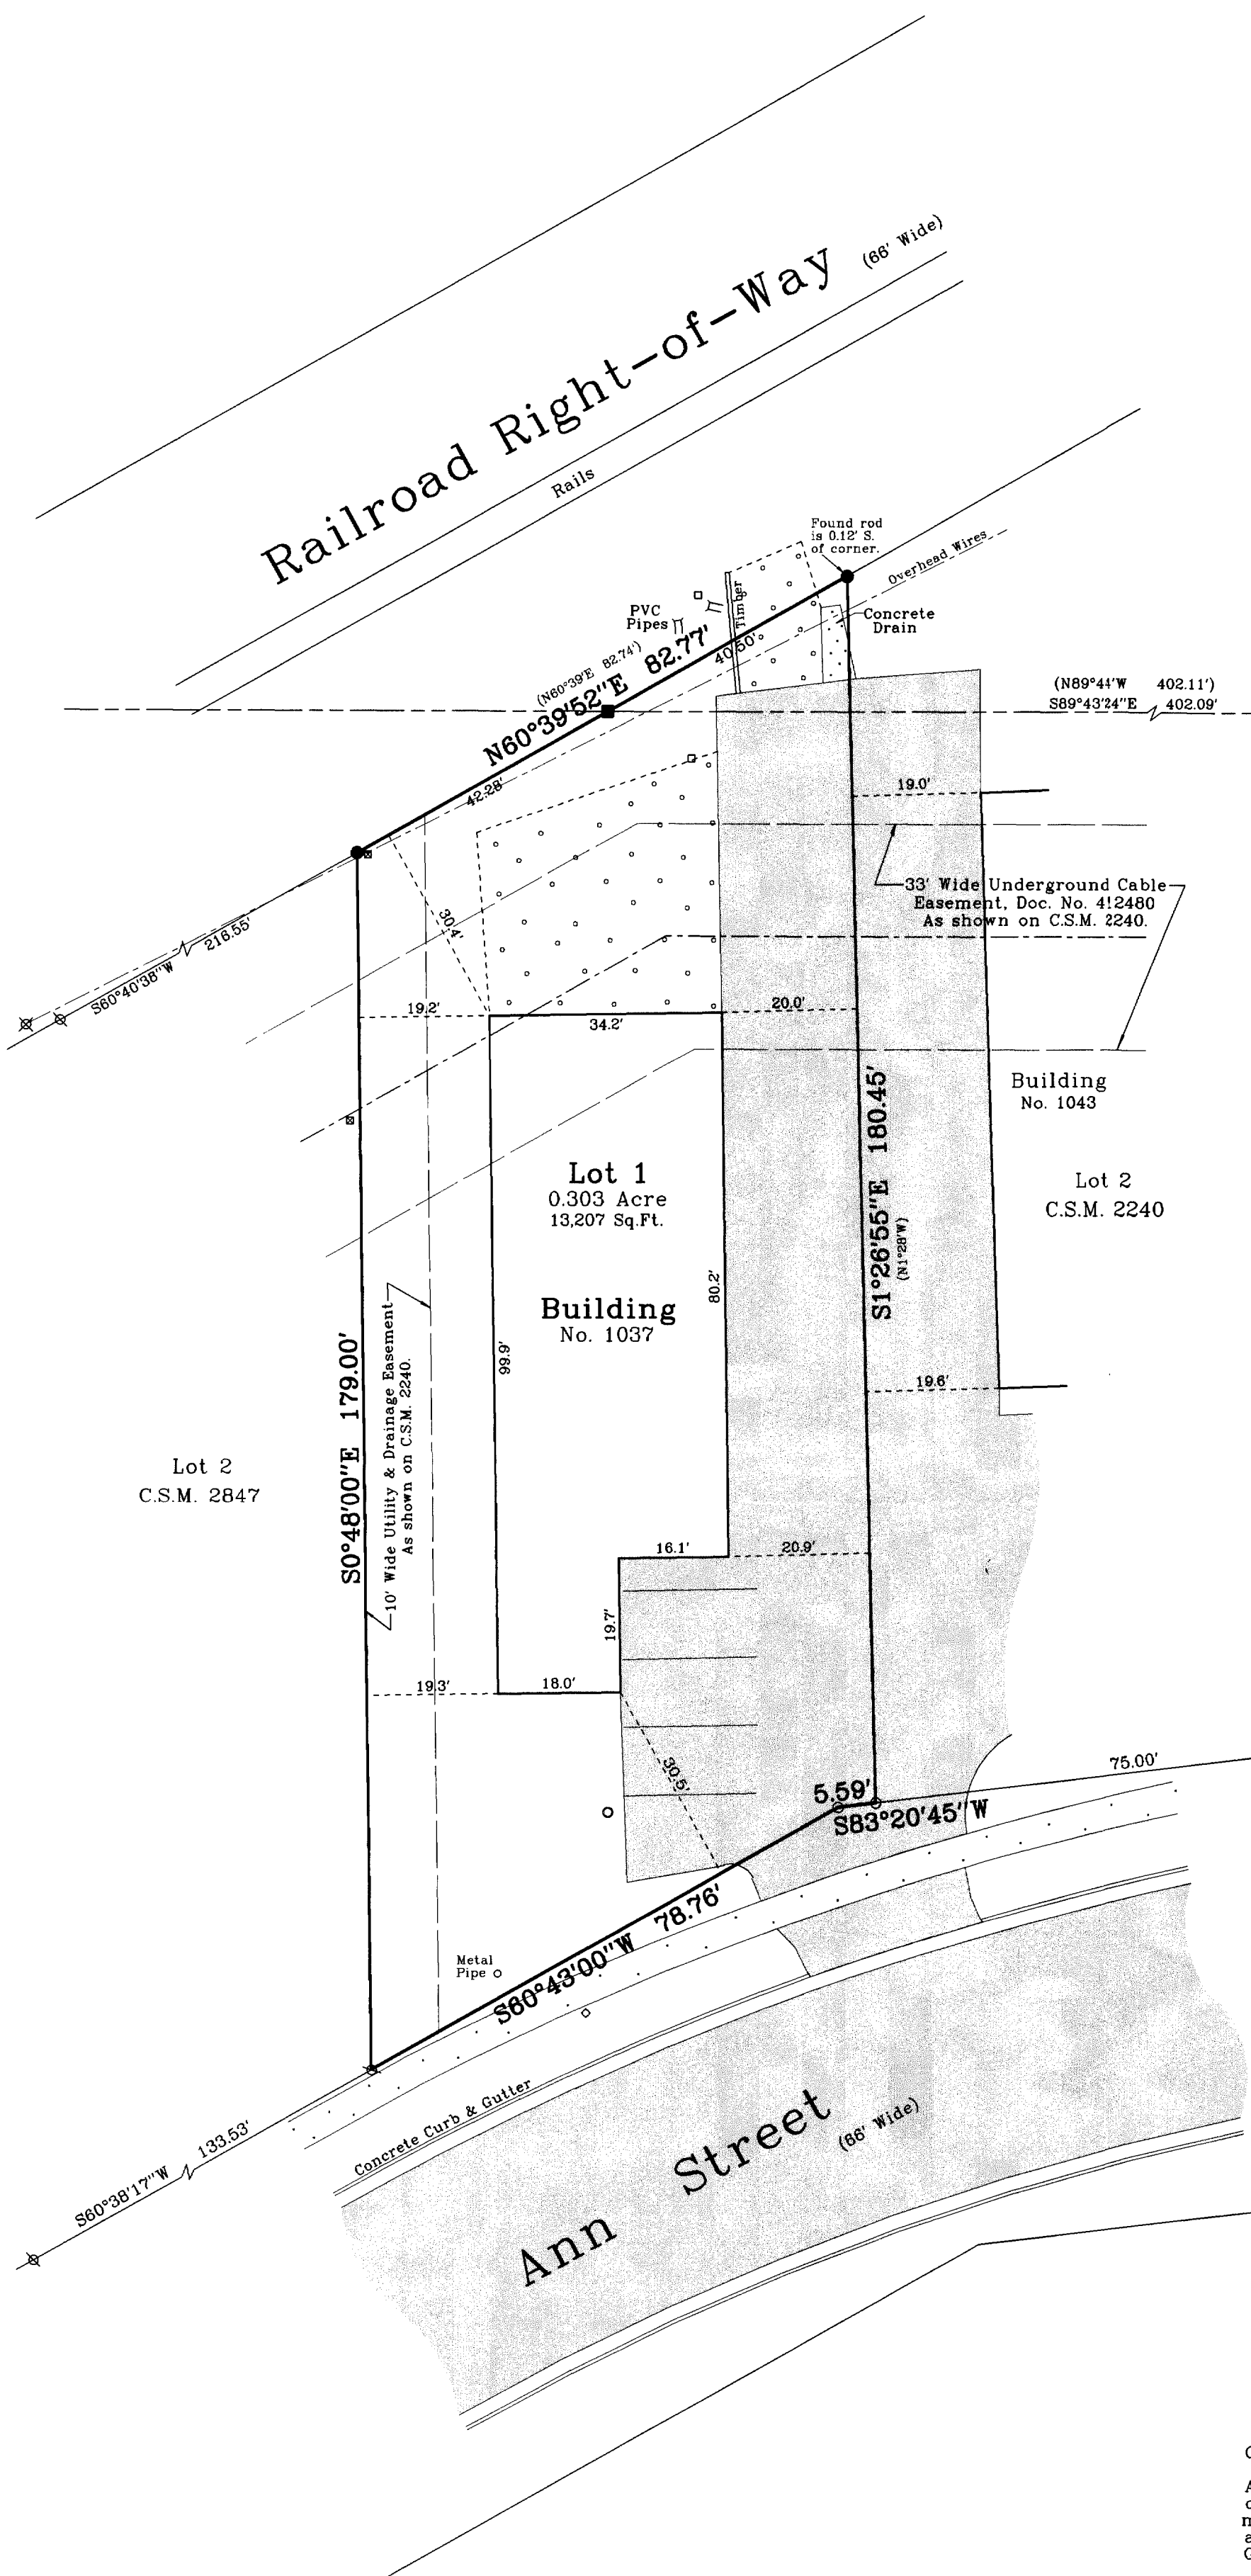 Railroad Right-of-Way (66' Wide)
Rails
Found rod
is 0.12' S.
of corner.
Overhead Wires
PVC
Pipes
Timber
Concrete
Drain
(N60°39'E 82.74')
N60°39'52"E 82.77'
40.50'
42.28'
(N89°44'W 402.11')
S89°43'24"E 402.09'
19.0'
33' Wide Underground Cable
Easement, Doc. No. 412480
As shown on C.S.M. 2240.
30.4'
S60°40'38"W 216.55'
19.2'
34.2'
20.0'
Building
No. 1043
Lot 2
C.S.M. 2240
Lot 1
0.303 Acre
13,207 Sq.Ft.
S1°26'55"E 180.45'
(N1°28'W)
80.2'
Building
No. 1037
99.9'
10' Wide Utility & Drainage Easement
As shown on C.S.M. 2240.
S0°48'00"E 179.00'
19.6'
Lot 2
C.S.M. 2847
16.1'
20.9'
19.7'
19.3'
18.0'
30.5'
75.00'
5.59'
S83°20'45"W
S60°43'00"W 78.76'
Metal
Pipe
Concrete Curb & Gutter
S60°38'17"W 133.53'
Ann Street (66' Wide)